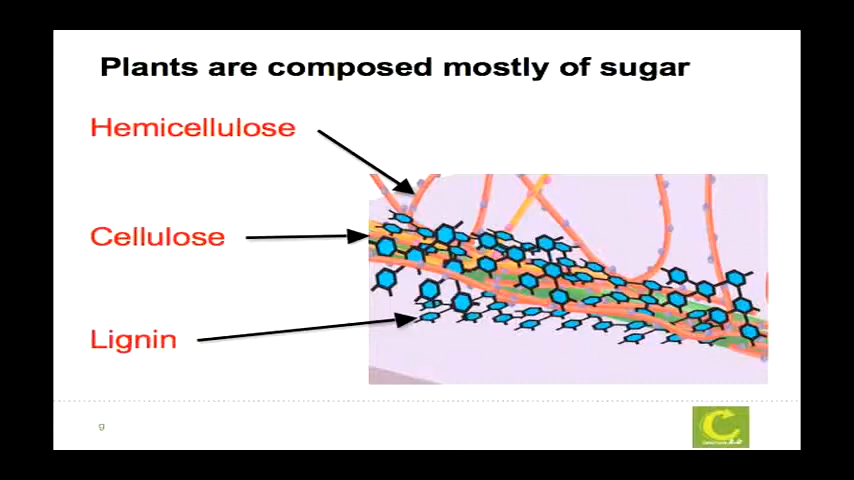 Plants are composed mostly of sugar
Hemicellulose
Cellulose
Lignin
9